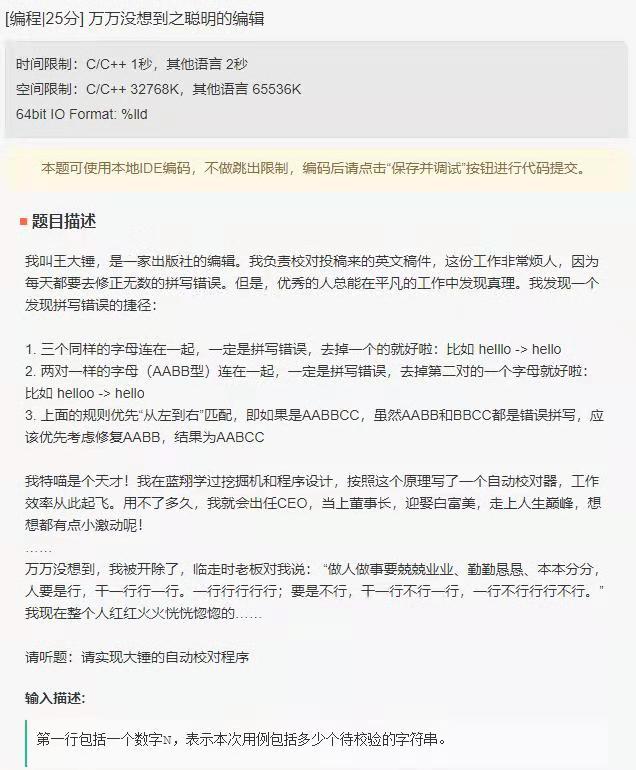 [编程|25分] 万万没想到之聪明的编辑
时间限制：C/C++ 1秒，其他语言 2秒
空间限制：C/C++ 32768K，其他语言 65536K
64bit IO Format: %lld
本题可使用本地IDE编码，不做跳出限制，编码后请点击“保存并调试”按钮进行代码提交。
题目描述
我叫王大锤，是一家出版社的编辑。我负责校对投稿来的英文稿件，这份工作非常烦人，因为
每天都要去修正无数的拼写错误。但是，优秀的人总能在平凡的工作中发现真理。我发现一个
发现拼写错误的捷径：
1. 三个同样的字母连在一起，一定是拼写错误，去掉一个的就好啦：比如 helllo -> hello
2. 两对一样的字母（AABB型）连在一起，一定是拼写错误，去掉第二对的一个字母就好啦：
比如 helloo -> hello
3. 上面的规则优先“从左到右”匹配，即如果是AABBCC，虽然AABB和BBCC都是错误拼写，应
该优先考虑修复AABB，结果为AABCC
我特喵是个天才！我在蓝翔学过挖掘机和程序设计，按照这个原理写了一个自动校对器，工作
效率从此起飞。用不了多久，我就会出任CEO，当上董事长，迎娶白富美，走上人生巅峰，想
想都有点小激动呢！
……
万万没想到，我被开除了，临走时老板对我说： “做人做事要兢兢业业、勤勤恳恳、本本分分，
人要是行，干一行行一行。一行行行行行；要是不行，干一行不行一行，一行不行行行不行。”
我现在整个人红红火火恍恍惚惚的……
请听题：请实现大锤的自动校对程序
输入描述:
第一行包括一个数字N，表示本次用例包括多少个待校验的字符串。